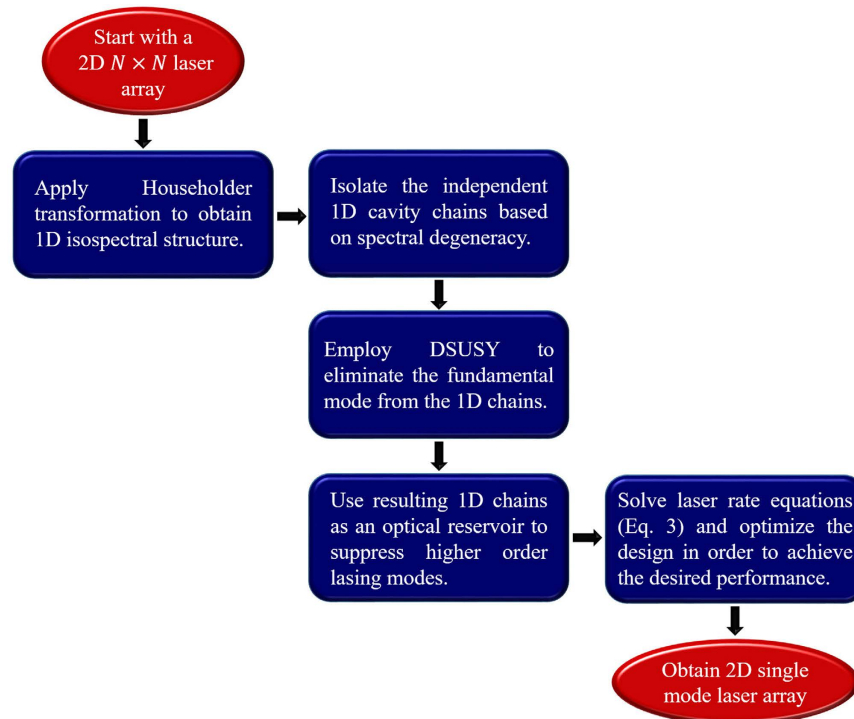 Start with a
2D N × N laser
array
Apply Householder
transformation to obtain
1D isospectral structure.
Isolate the independent
1D cavity chains based
on spectral degeneracy.
Employ DSUSY to
eliminate the fundamental
mode from the 1D chains.
Use resulting 1D chains
as an optical reservoir to
suppress higher order
lasing modes.
Solve laser rate equations
(Eq. 3) and optimize the
design in order to achieve
the desired performance.
Obtain 2D single
mode laser array